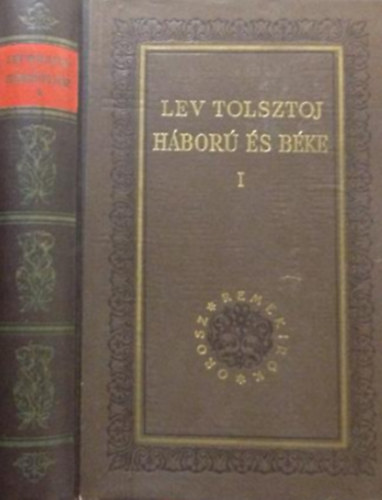 LEV TOLSZTOJ
HÁBORÚ ÉS BÉKE
I
OROSZ * REMEKÍRÓK *